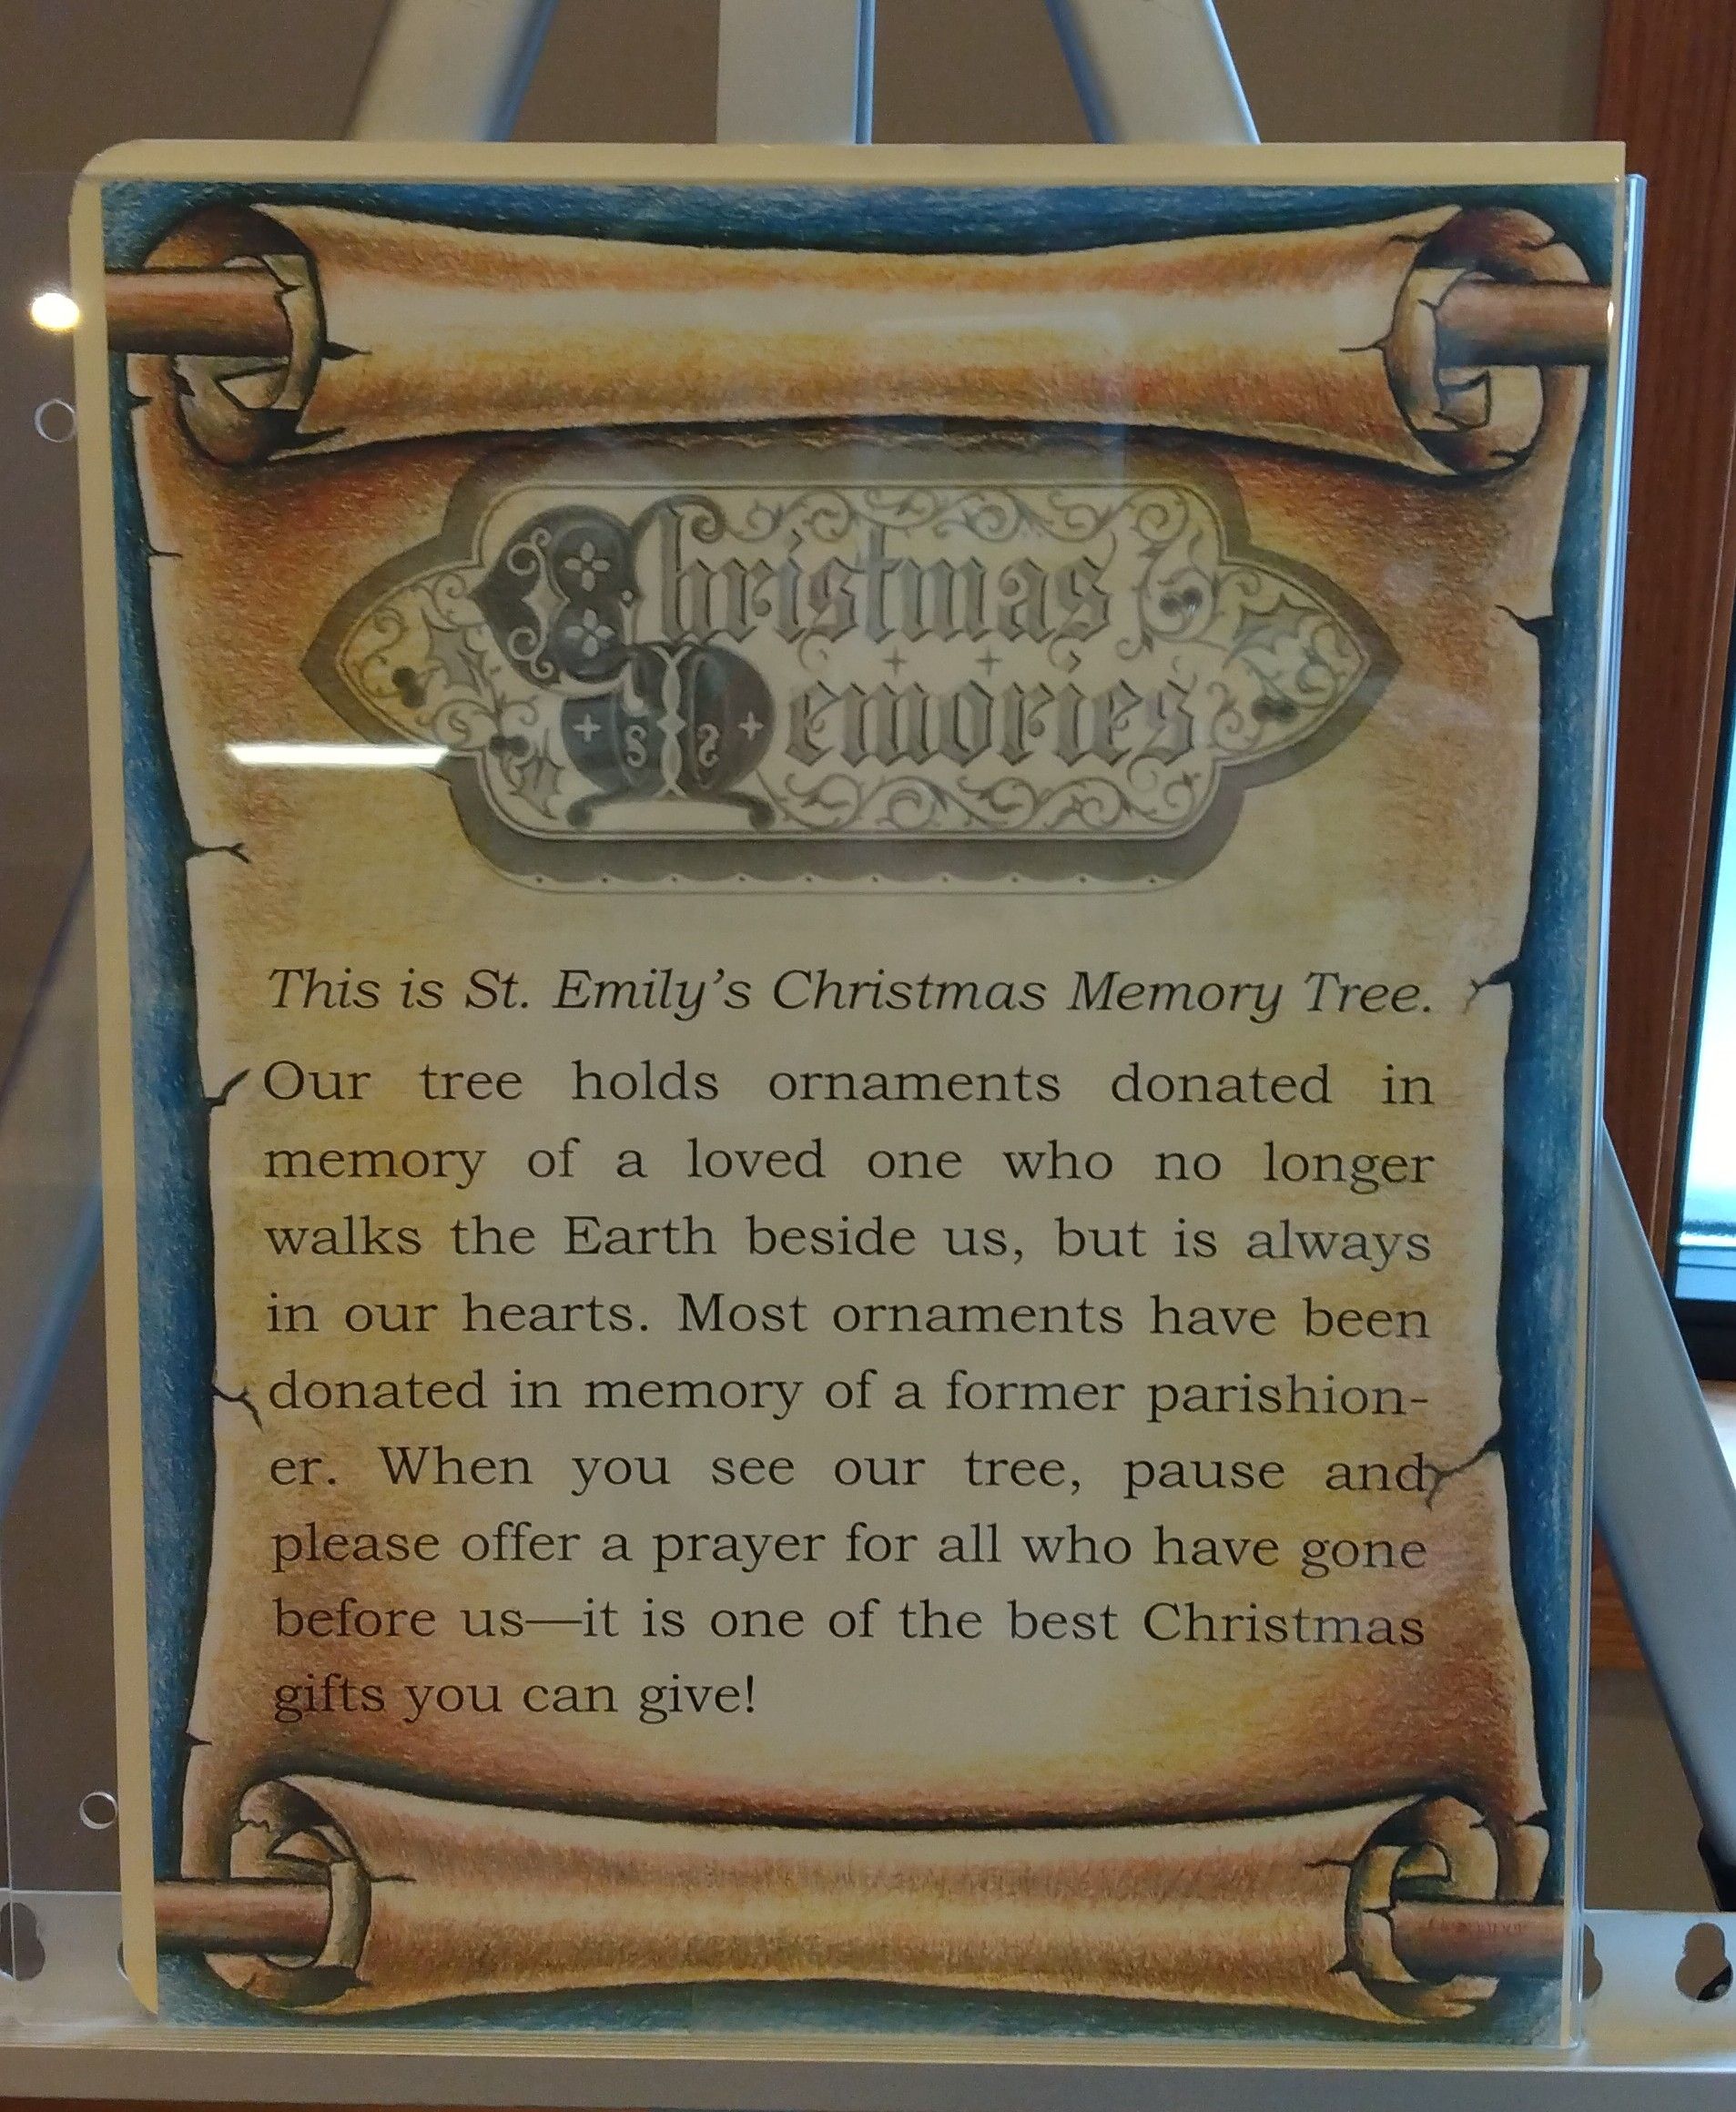 Christmas
Memories
This is St. Emily's Christmas Memory Tree.
Our tree holds ornaments donated in
memory of a loved one who no longer
walks the Earth beside us, but is always
in our hearts. Most ornaments have been
donated in memory of a former parishion-
er. When you see our tree, pause and
please offer a prayer for all who have gone
before us—it is one of the best Christmas
gifts you can give!